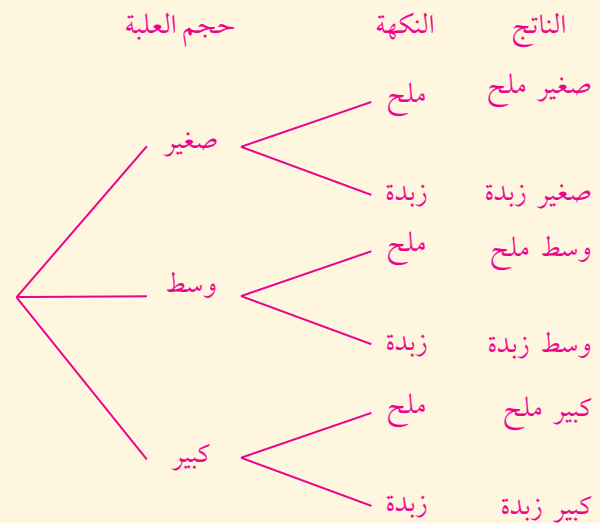 حجم العلبة النكهة الناتج
ملح صغير ملح
صغير
زبدة صغير زبدة
ملح وسط ملح
وسط
زبدة وسط زبدة
ملح كبير ملح
كبير
زبدة كبير زبدة